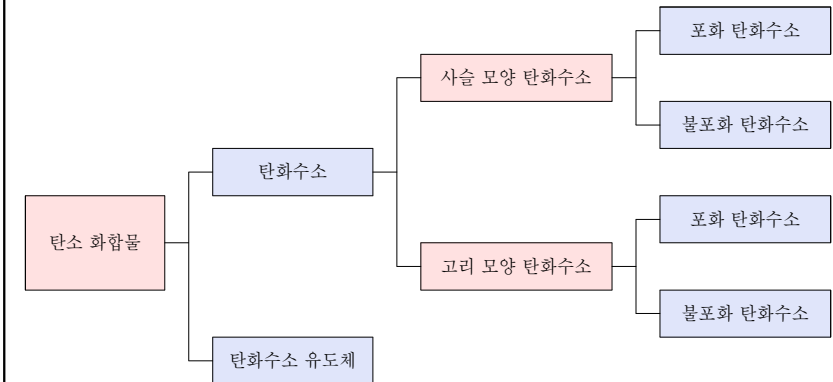 탄소 화합물
탄화수소
탄화수소 유도체
사슬 모양 탄화수소
고리 모양 탄화수소
포화 탄화수소
불포화 탄화수소
포화 탄화수소
불포화 탄화수소